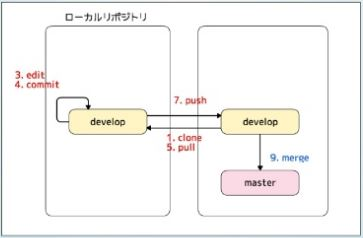 ローカルリポジトリ
3. edit
4. commit
7. push
develop
develop
1. clone
5. pull
9. merge
master